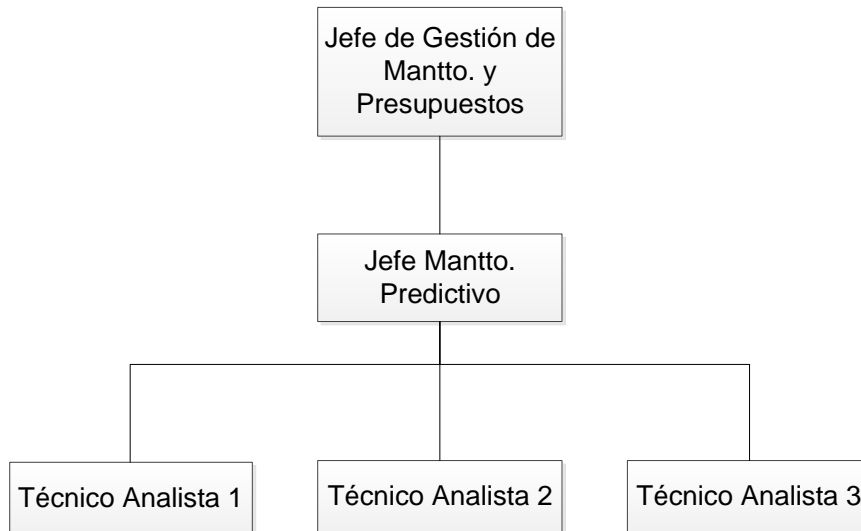 Jefe de Gestión de
Mantto. y
Presupuestos
Jefe Mantto.
Predictivo
Técnico Analista 1
Técnico Analista 2
Técnico Analista 3